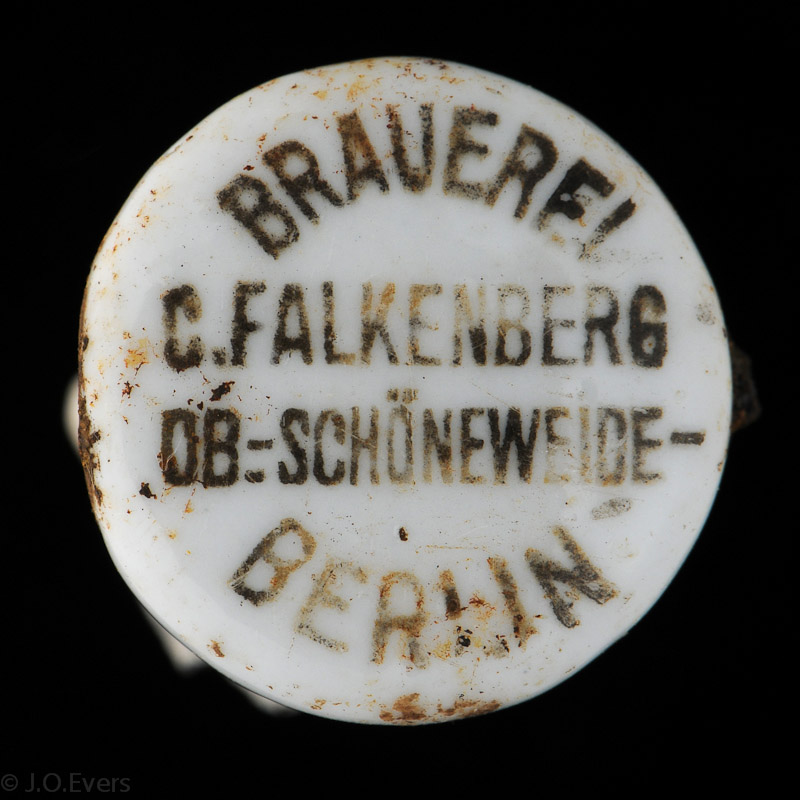 BRAUEREI
C. FALKENBERG
OB=SCHÖNEWEIDE-
BERLIN
© J.O.Evers